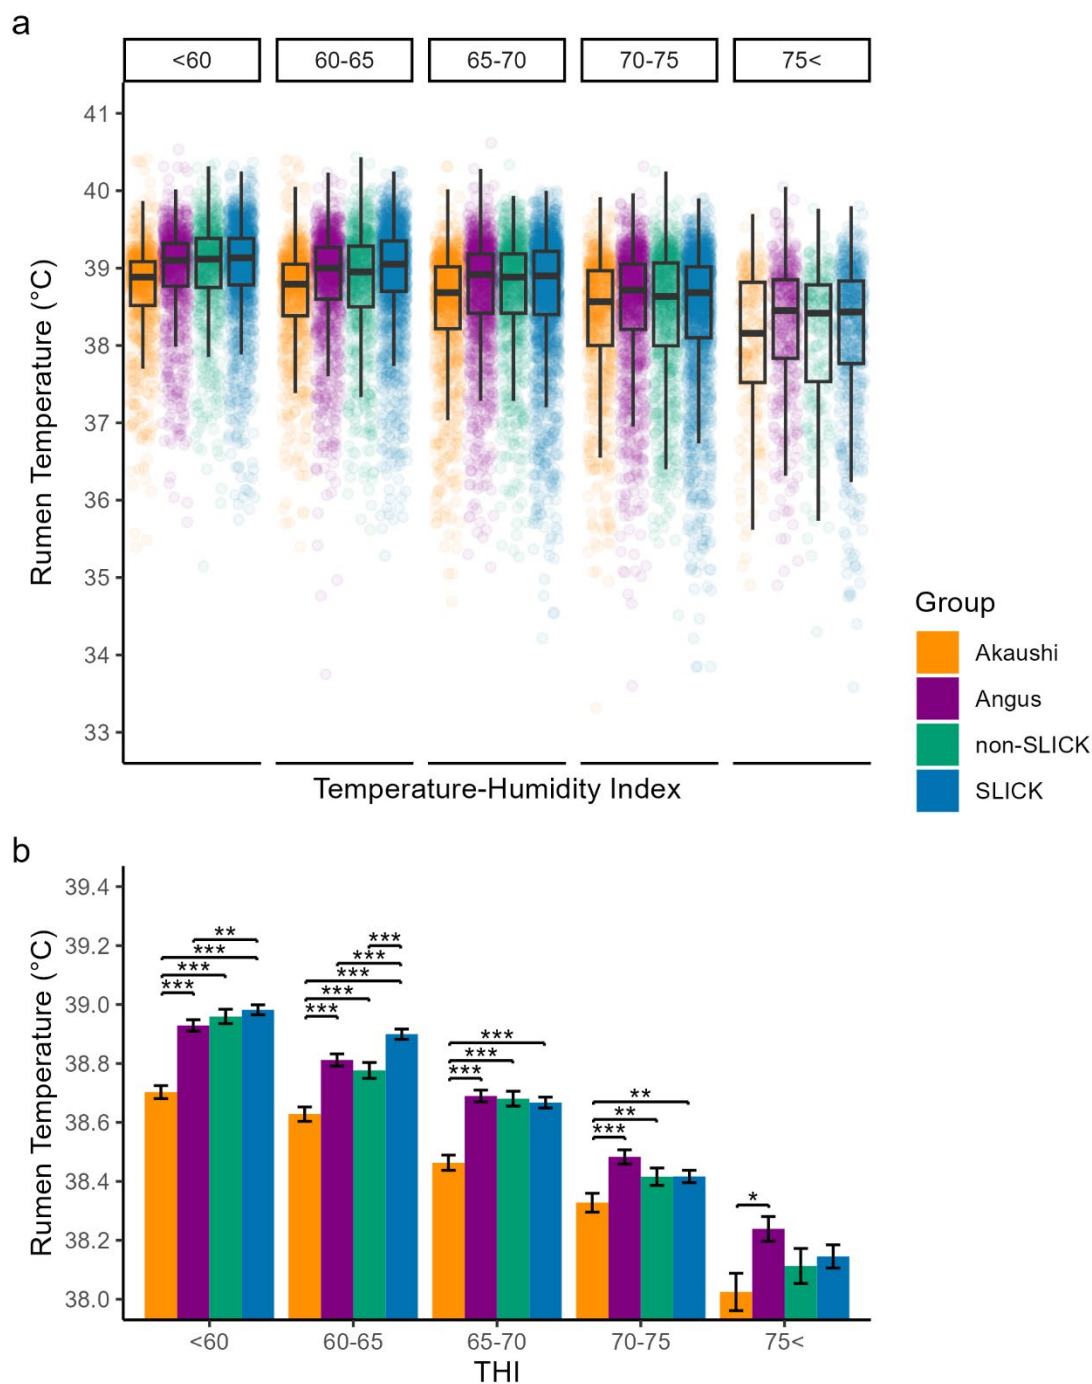 a
<60 60-65 65-70 70-75 75<
41
40
39
38
37
36
35
34
33
Rumen Temperature (°C)
Temperature-Humidity Index
Group
Akaushi
Angus
non-SLICK
SLICK
b
39.4
39.2
39.0
38.8
38.6
38.4
38.2
38.0
Rumen Temperature (°C)
**
***
***
***
***
***
***
***
***
***
***
***
**
**
***
*
<60 60-65 65-70 70-75 75<
THI